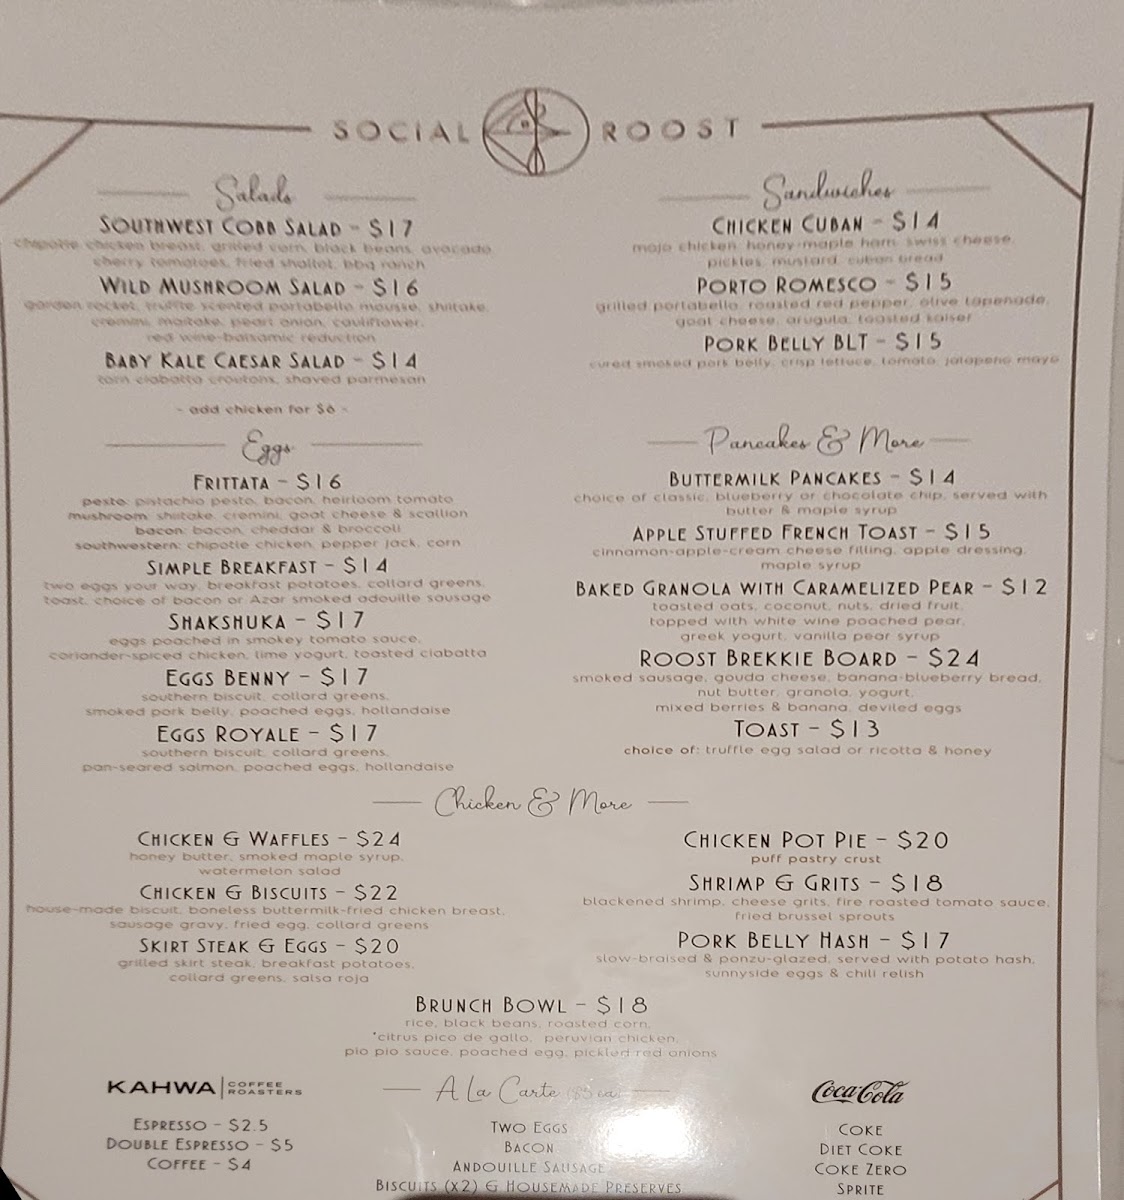 SOCIAL ROOST
Salads
SOUTHWEST COBB SALAD - $17
chipotle chicken breast, grilled corn, black beans, avocado
cherry tomatoes, fried shallot, bbq ranch
WILD MUSHROOM SALAD - $16
garden rocket, truffle scented portabello mousse, shiitake,
cremini, maitake, pearl onion, cauliflower,
red wine-balsamic reduction
BABY KALE CAESAR SALAD - $14
torn ciabatta croutons, shaved parmesan
- add chicken for $6 -
Sandwiches
CHICKEN CUBAN - $14
mojo chicken, honey-maple ham, swiss cheese,
pickles, mustard, cuban bread
PORTO ROMESCO - $15
grilled portabello, roasted red pepper, olive tapenade,
goat cheese, arugula, toasted kaiser
PORK BELLY BLT - $15
cured smoked pork belly, crisp lettuce, tomato, jalapeno mayo
Eggs
FRITTATA - $16
pesto: pistachio pesto, bacon, heirloom tomato
mushroom: shiitake, cremini, goat cheese & scallion
bacon: bacon, cheddar & broccoli
southwestern: chipotle chicken, pepper jack, corn
SIMPLE BREAKFAST - $14
two eggs your way, breakfast potatoes, collard greens,
toast, choice of bacon or Azar smoked adouille sausage
SHAKSHUKA - $17
eggs poached in smokey tomato sauce,
coriander-spiced chicken, lime yogurt, toasted ciabatta
EGGS BENNY - $17
southern biscuit, collard greens,
smoked pork belly, poached eggs, hollandaise
EGGS ROYALE - $17
southern biscuit, collard greens,
pan-seared salmon, poached eggs, hollandaise
Pancakes & More
BUTTERMILK PANCAKES - $14
choice of classic, blueberry or chocolate chip, served with
butter & maple syrup
APPLE STUFFED FRENCH TOAST - $15
cinnamon-apple-cream cheese filling, apple dressing,
maple syrup
BAKED GRANOLA WITH CARAMELIZED PEAR - $12
toasted oats, coconut, nuts, dried fruit,
topped with white wine poached pear,
greek yogurt, vanilla pear syrup
ROOST BREKKIE BOARD - $24
smoked sausage, gouda cheese, banana-blueberry bread,
nut butter, granola, yogurt,
mixed berries & banana, deviled eggs
TOAST - $13
choice of: truffle egg salad or ricotta & honey
Chicken & More
CHICKEN & WAFFLES - $24
honey butter, smoked maple syrup,
watermelon salad
CHICKEN & BISCUITS - $22
house-made biscuit, boneless buttermilk-fried chicken breast,
sausage gravy, fried egg, collard greens
SKIRT STEAK & EGGS - $20
grilled skirt steak, breakfast potatoes,
collard greens, salsa roja
CHICKEN POT PIE - $20
puff pastry crust
SHRIMP & GRITS - $18
blackened shrimp, cheese grits, fire roasted tomato sauce,
fried brussel sprouts
PORK BELLY HASH - $17
slow-braised & ponzu-glazed, served with potato hash,
sunnyside eggs & chili relish
BRUNCH BOWL - $18
rice, black beans, roasted corn,
*citrus pico de gallo, peruvian chicken,
pio pio sauce, poached egg, pickled red onions
KAHWA COFFEE ROASTERS
ESPRESSO - $2.5
DOUBLE ESPRESSO - $5
COFFEE - $4
A La Carte ($5 ea)
TWO EGGS
BACON
ANDOUILLE SAUSAGE
BISCUITS (X2) & HOUSEMADE PRESERVES
Coca-Cola
COKE
DIET COKE
COKE ZERO
SPRITE